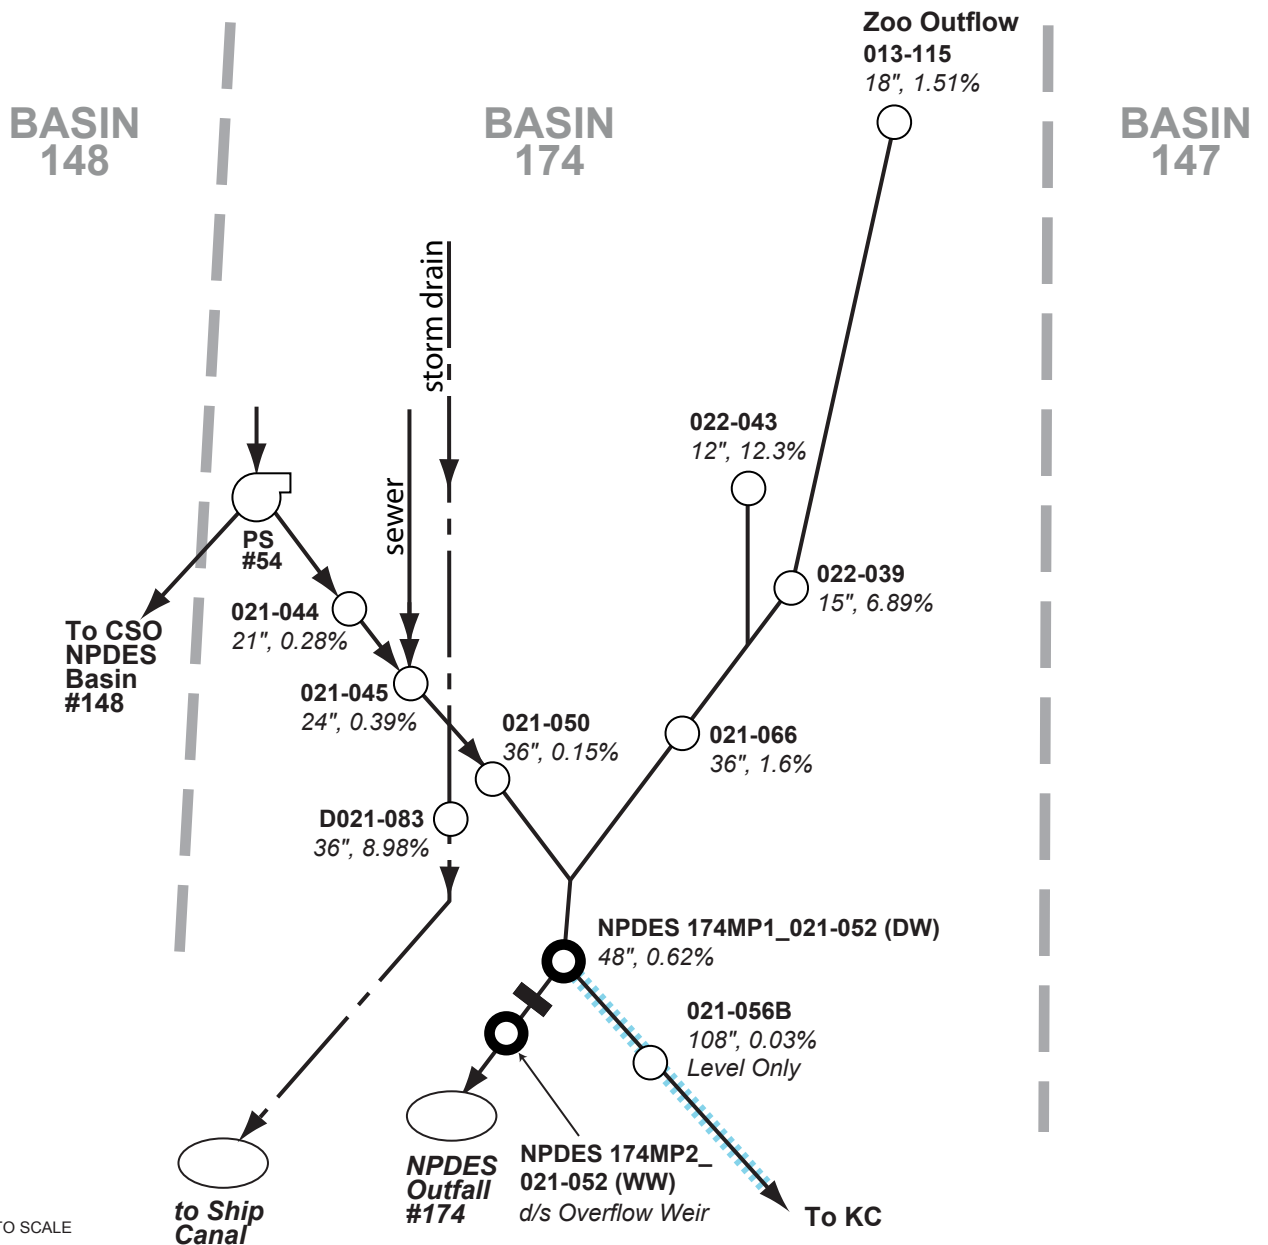 Zoo Outflow
013-115
18", 1.51%
BASIN
148
BASIN
174
BASIN
147
storm drain
sewer
022-043
12", 12.3%
PS
#54
022-039
15", 6.89%
021-044
21", 0.28%
To CSO
NPDES
Basin
#148
021-045
24", 0.39%
021-050
36", 0.15%
021-066
36", 1.6%
D021-083
36", 8.98%
NPDES 174MP1_021-052 (DW)
48", 0.62%
021-056B
108", 0.03%
Level Only
NPDES
Outfall
#174
NPDES 174MP2_
021-052 (WW)
d/s Overflow Weir
to Ship
Canal
To KC
TO SCALE